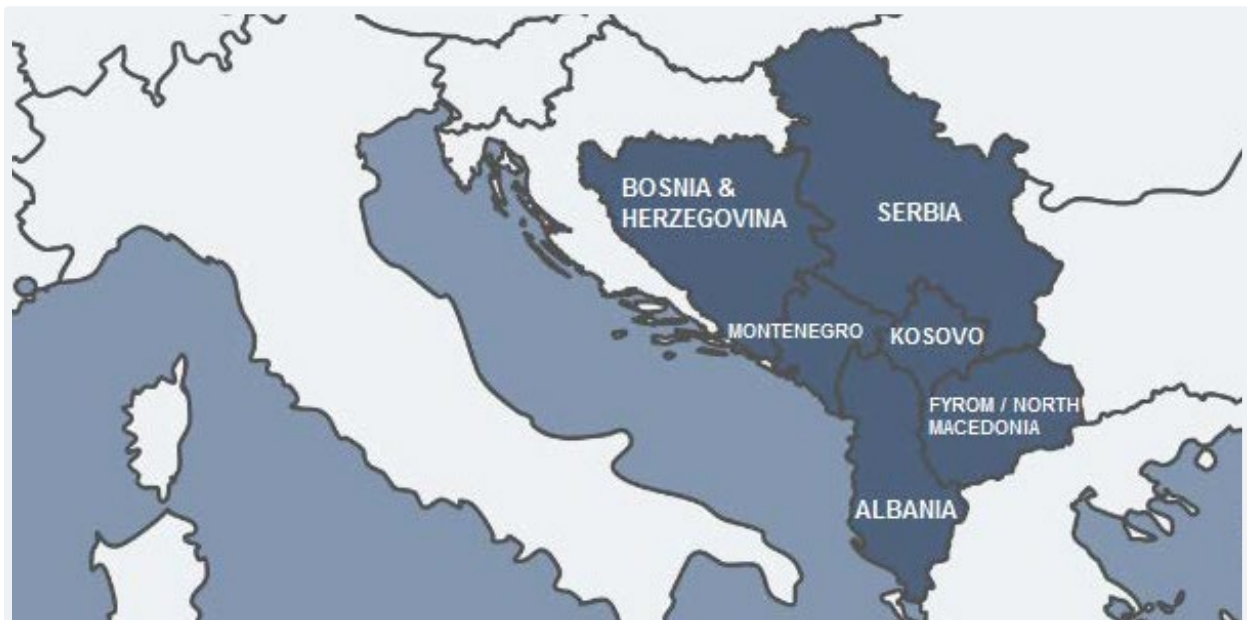 BOSNIA &
HERZEGOVINA
SERBIA
MONTENEGRO
KOSOVO
FYROM / NORTH
MACEDONIA
ALBANIA